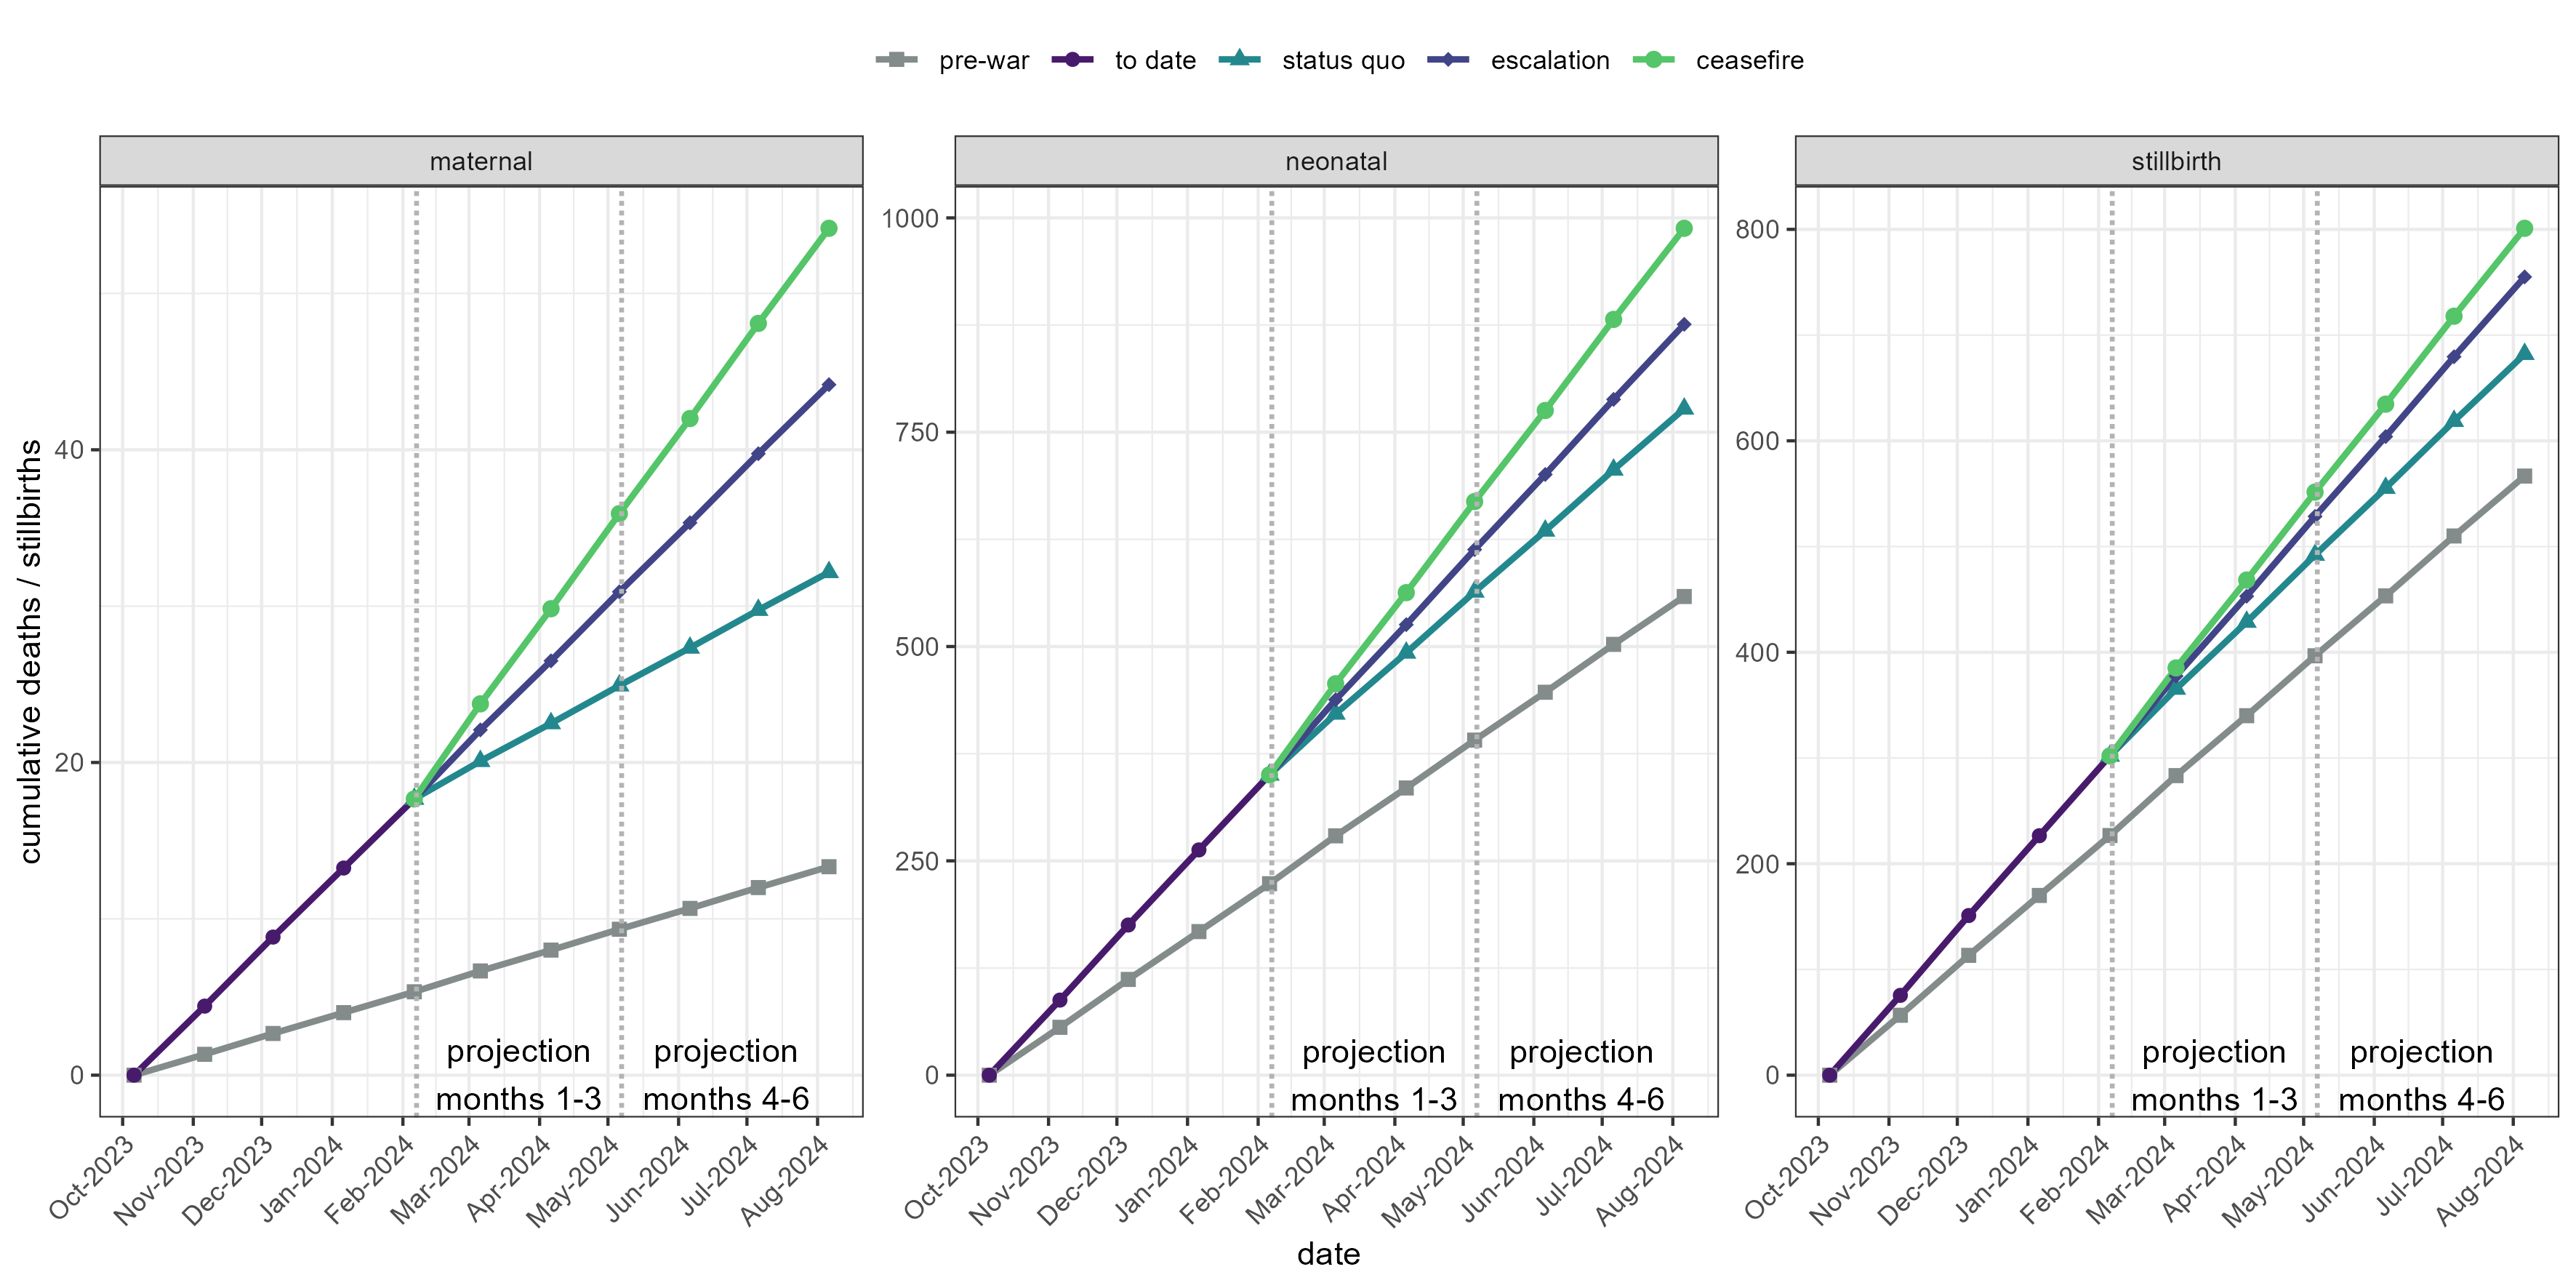 pre-war to date status quo escalation ceasefire
maternal neonatal stillbirth
cumulative deaths / stillbirths
40
20
0
projection
months 1-3
projection
months 4-6
Oct-2023 Nov-2023 Dec-2023 Jan-2024 Feb-2024 Mar-2024 Apr-2024 May-2024 Jun-2024 Jul-2024 Aug-2024
1000
750
500
250
0
projection
months 1-3
projection
months 4-6
Oct-2023 Nov-2023 Dec-2023 Jan-2024 Feb-2024 Mar-2024 Apr-2024 May-2024 Jun-2024 Jul-2024 Aug-2024
800
600
400
200
0
projection
months 1-3
projection
months 4-6
Oct-2023 Nov-2023 Dec-2023 Jan-2024 Feb-2024 Mar-2024 Apr-2024 May-2024 Jun-2024 Jul-2024 Aug-2024
date